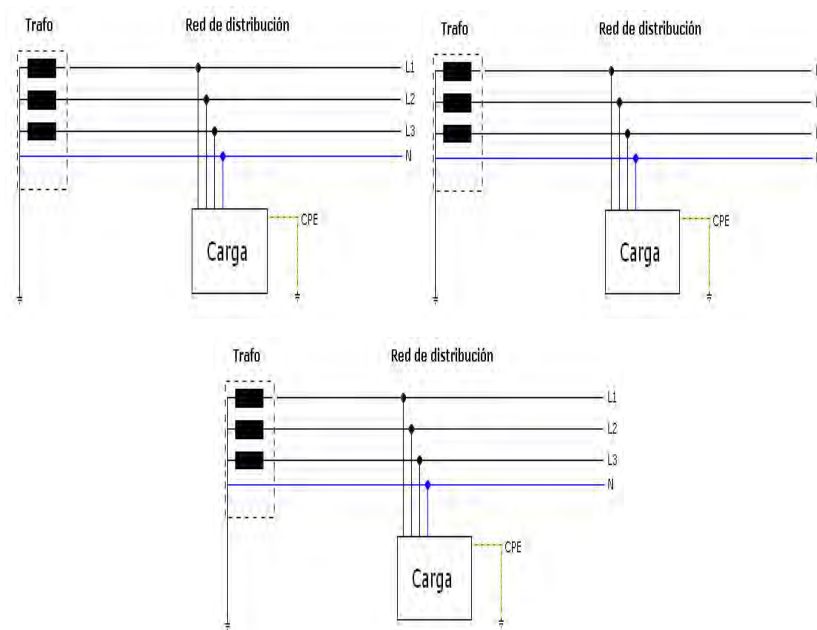 Trafo
Red de distribución
L1
L2
L3
N
CPE
Carga
Trafo
Red de distribución
CPE
Carga
Trafo
Red de distribución
L1
L2
L3
N
CPE
Carga